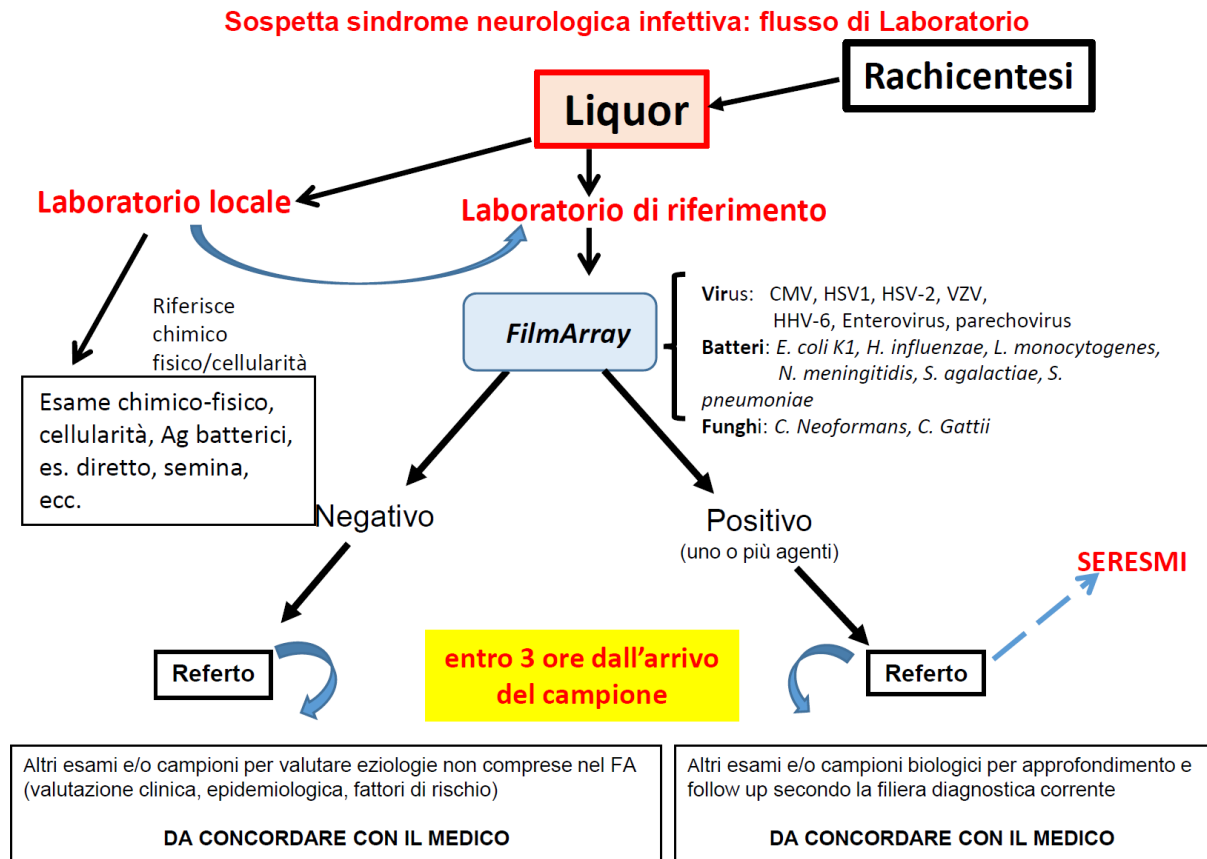 Sospetta sindrome neurologica infettiva: flusso di Laboratorio
Rachicentesi
Liquor
Laboratorio locale
Laboratorio di riferimento
Riferisce
chimico
fisico/cellularità
FilmArray
Virus: CMV, HSV1, HSV-2, VZV,
HHV-6, Enterovirus, parechovirus
Batteri: E. coli K1, H. influenzae, L. monocytogenes,
N. meningitidis, S. agalactiae, S.
pneumoniae
Funghi: C. Neoformans, C. Gattii
Esame chimico-fisico,
cellularità, Ag batterici,
es. diretto, semina,
ecc.
Negativo
Positivo
(uno o più agenti)
SERESMI
Referto
entro 3 ore dall’arrivo
del campione
Referto
Altri esami e/o campioni per valutare eziologie non comprese nel FA
(valutazione clinica, epidemiologica, fattori di rischio)
DA CONCORDARE CON IL MEDICO
Altri esami e/o campioni biologici per approfondimento e
follow up secondo la filiera diagnostica corrente
DA CONCORDARE CON IL MEDICO